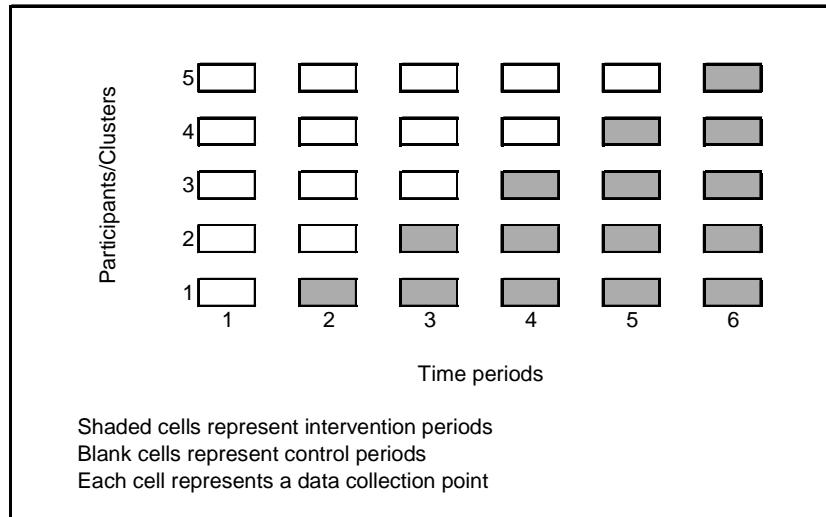 Participants/Clusters
5
4
3
2
1
1 2 3 4 5 6
Time periods
Shaded cells represent intervention periods
Blank cells represent control periods
Each cell represents a data collection point